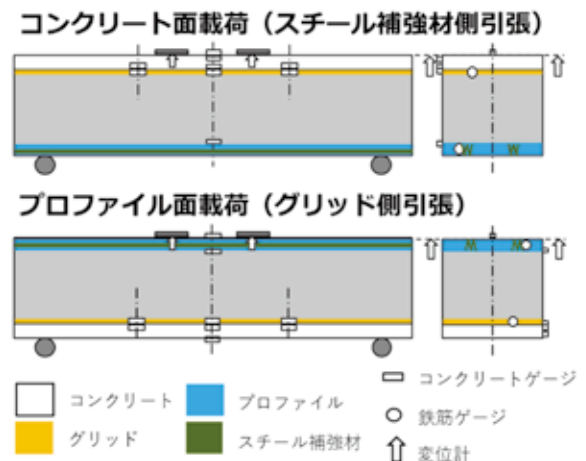 コンクリート面載荷（スチール補強材側引張）
プロファイル面載荷（グリッド側引張）
コンクリート
プロファイル
コンクリートゲージ
グリッド
スチール補強材
鉄筋ゲージ
変位計